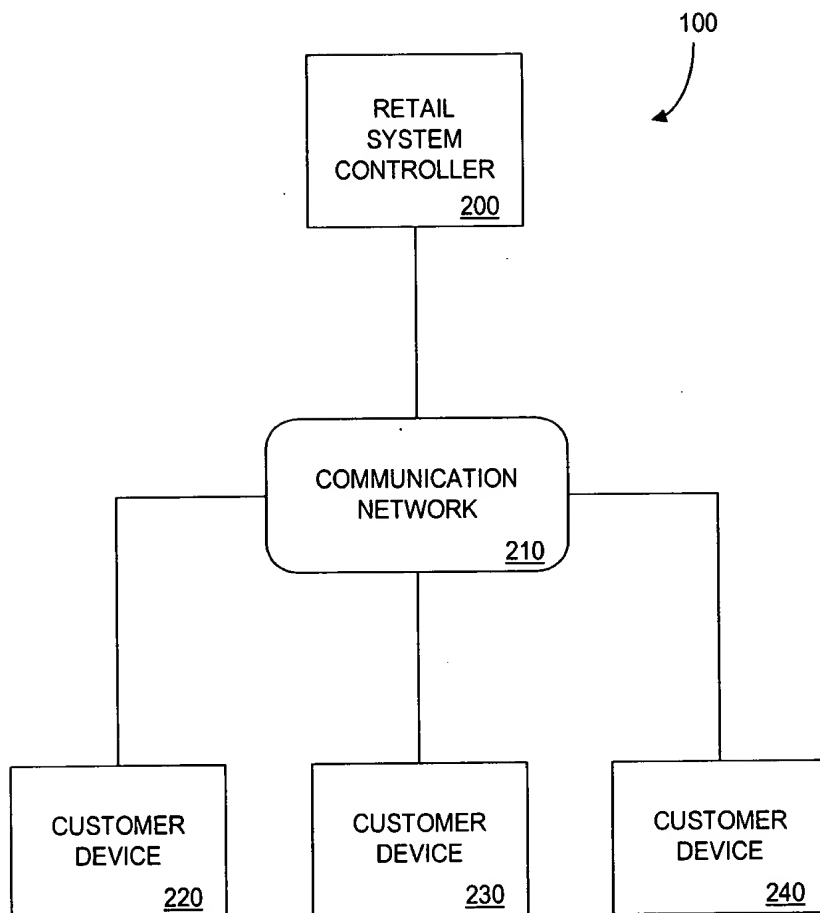 100
RETAIL
SYSTEM
CONTROLLER
200
COMMUNICATION
NETWORK
210
CUSTOMER
DEVICE
220
CUSTOMER
DEVICE
230
CUSTOMER
DEVICE
240